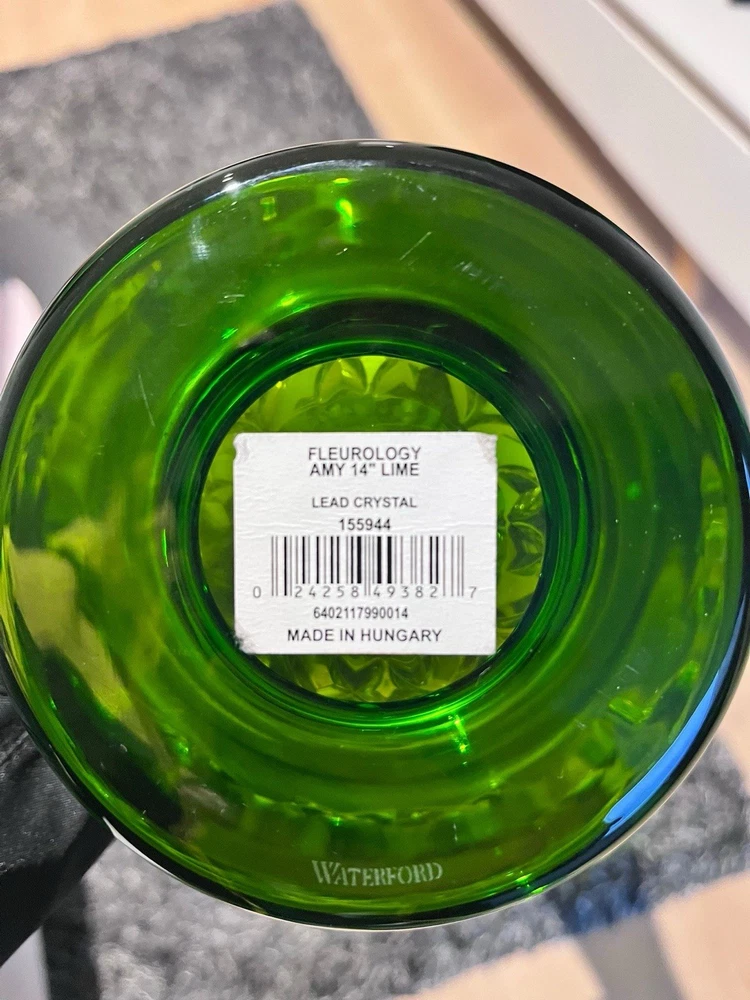 FLEUROLOGY
AMY 14" LIME
LEAD CRYSTAL
155944
0 24258 49382 7
6402117990014
MADE IN HUNGARY
WATERFORD